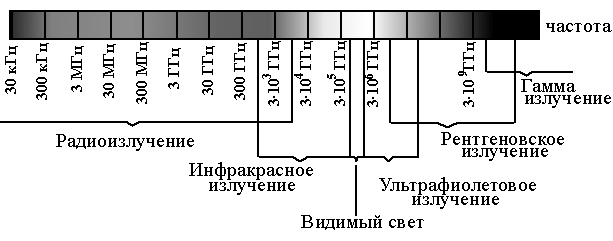 частота
30 кГц
300 кГц
3 МГц
30 МГц
300 МГц
3 ГГц
30 ГГц
300 ГГц
3·10³ ГГц
3·10⁴ ГГц
3·10⁵ ГГц
3·10⁶ ГГц
3·10⁹ ГГц
Гамма
излучение
Радиоизлучение
Рентгеновское
излучение
Инфракрасное
излучение
Ультрафиолетовое
излучение
Видимый свет